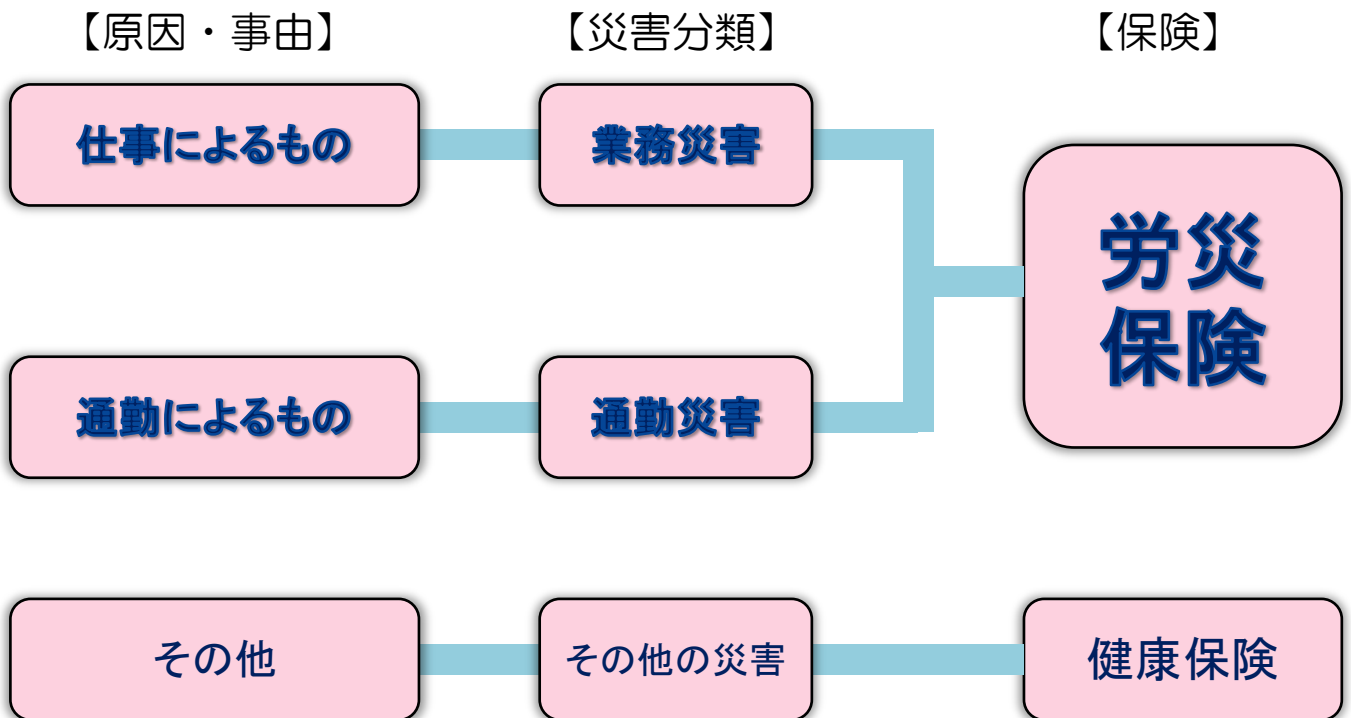 【原因・事由】
【災害分類】
【保険】
仕事によるもの
業務災害
労災
保険
通勤によるもの
通勤災害
その他
その他の災害
健康保険